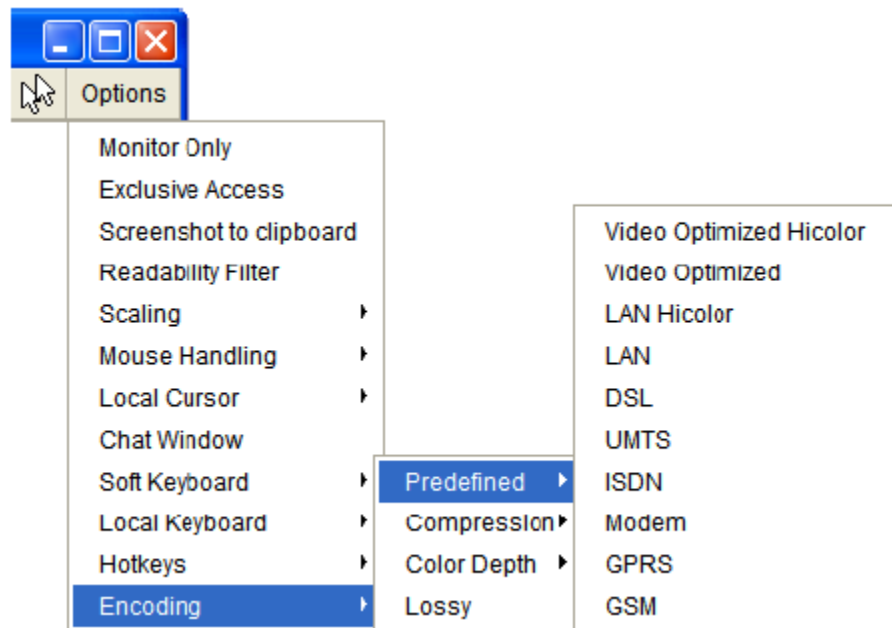 Options
Monitor Only
Exclusive Access
Screenshot to clipboard
Readability Filter
Scaling
Mouse Handling
Local Cursor
Chat Window
Soft Keyboard
Local Keyboard
Hotkeys
Encoding
Predefined
Compression
Color Depth
Lossy
Video Optimized Hicolor
Video Optimized
LAN Hicolor
LAN
DSL
UMTS
ISDN
Modem
GPRS
GSM